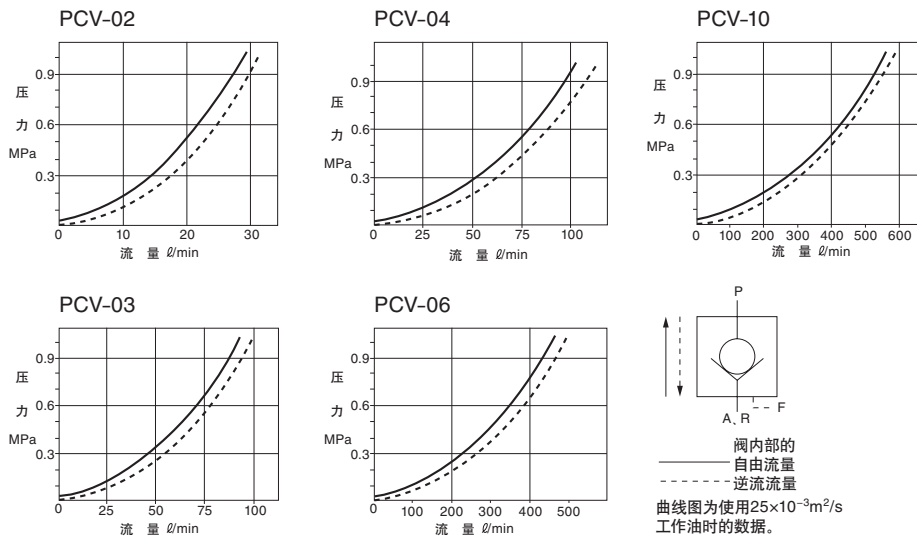 PCV-02
0.9
0.6
0.3
压
力
MPa
0 10 20 30
流 量 ℓ/min
PCV-04
0.9
0.6
0.3
压
力
MPa
0 25 50 75 100
流 量 ℓ/min
PCV-10
0.9
0.6
0.3
压
力
MPa
0 100 200 300 400 500 600
流 量 ℓ/min
PCV-03
0.9
0.6
0.3
压
力
MPa
0 25 50 75 100
流 量 ℓ/min
PCV-06
0.9
0.6
0.3
压
力
MPa
0 100 200 300 400 500
流 量 ℓ/min
P
F
A、R
阀内部的
自由流量
逆流流量
曲线图为使用25×10⁻³m²/s
工作油时的数据。